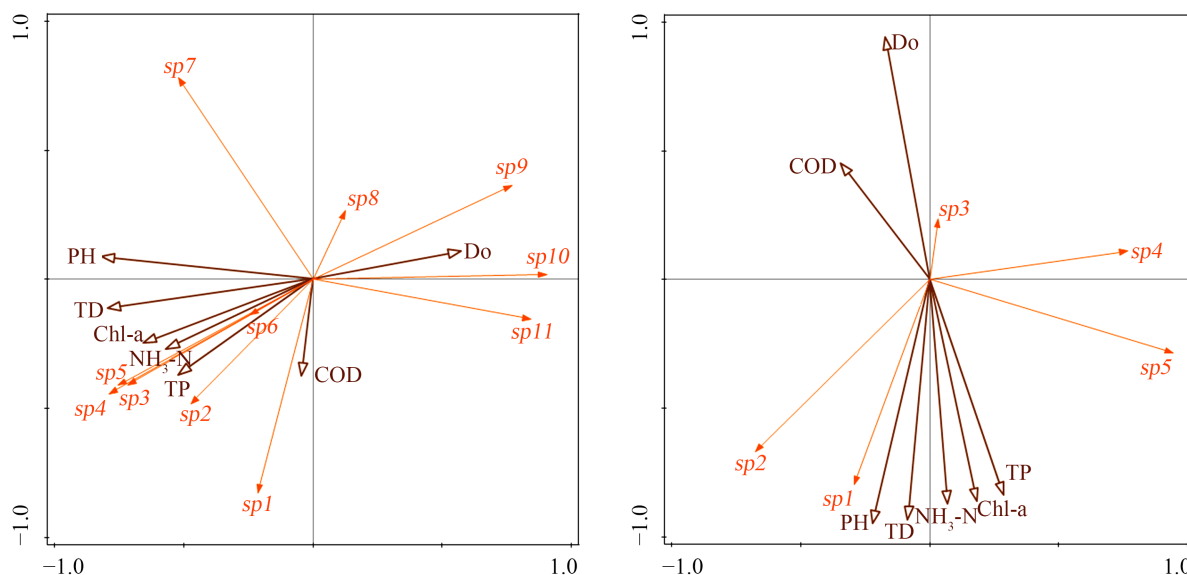 1.0
sp7
sp9
sp8
PH
Do
sp10
TD
Chl-a
sp6
sp11
NH3-N
sp5
TP
COD
sp4
sp3
sp2
sp1
−1.0
−1.0
1.0
1.0
Do
COD
sp3
sp4
sp5
sp2
TP
sp1
Chl-a
PH
NH3-N
TD
−1.0
−1.0
1.0